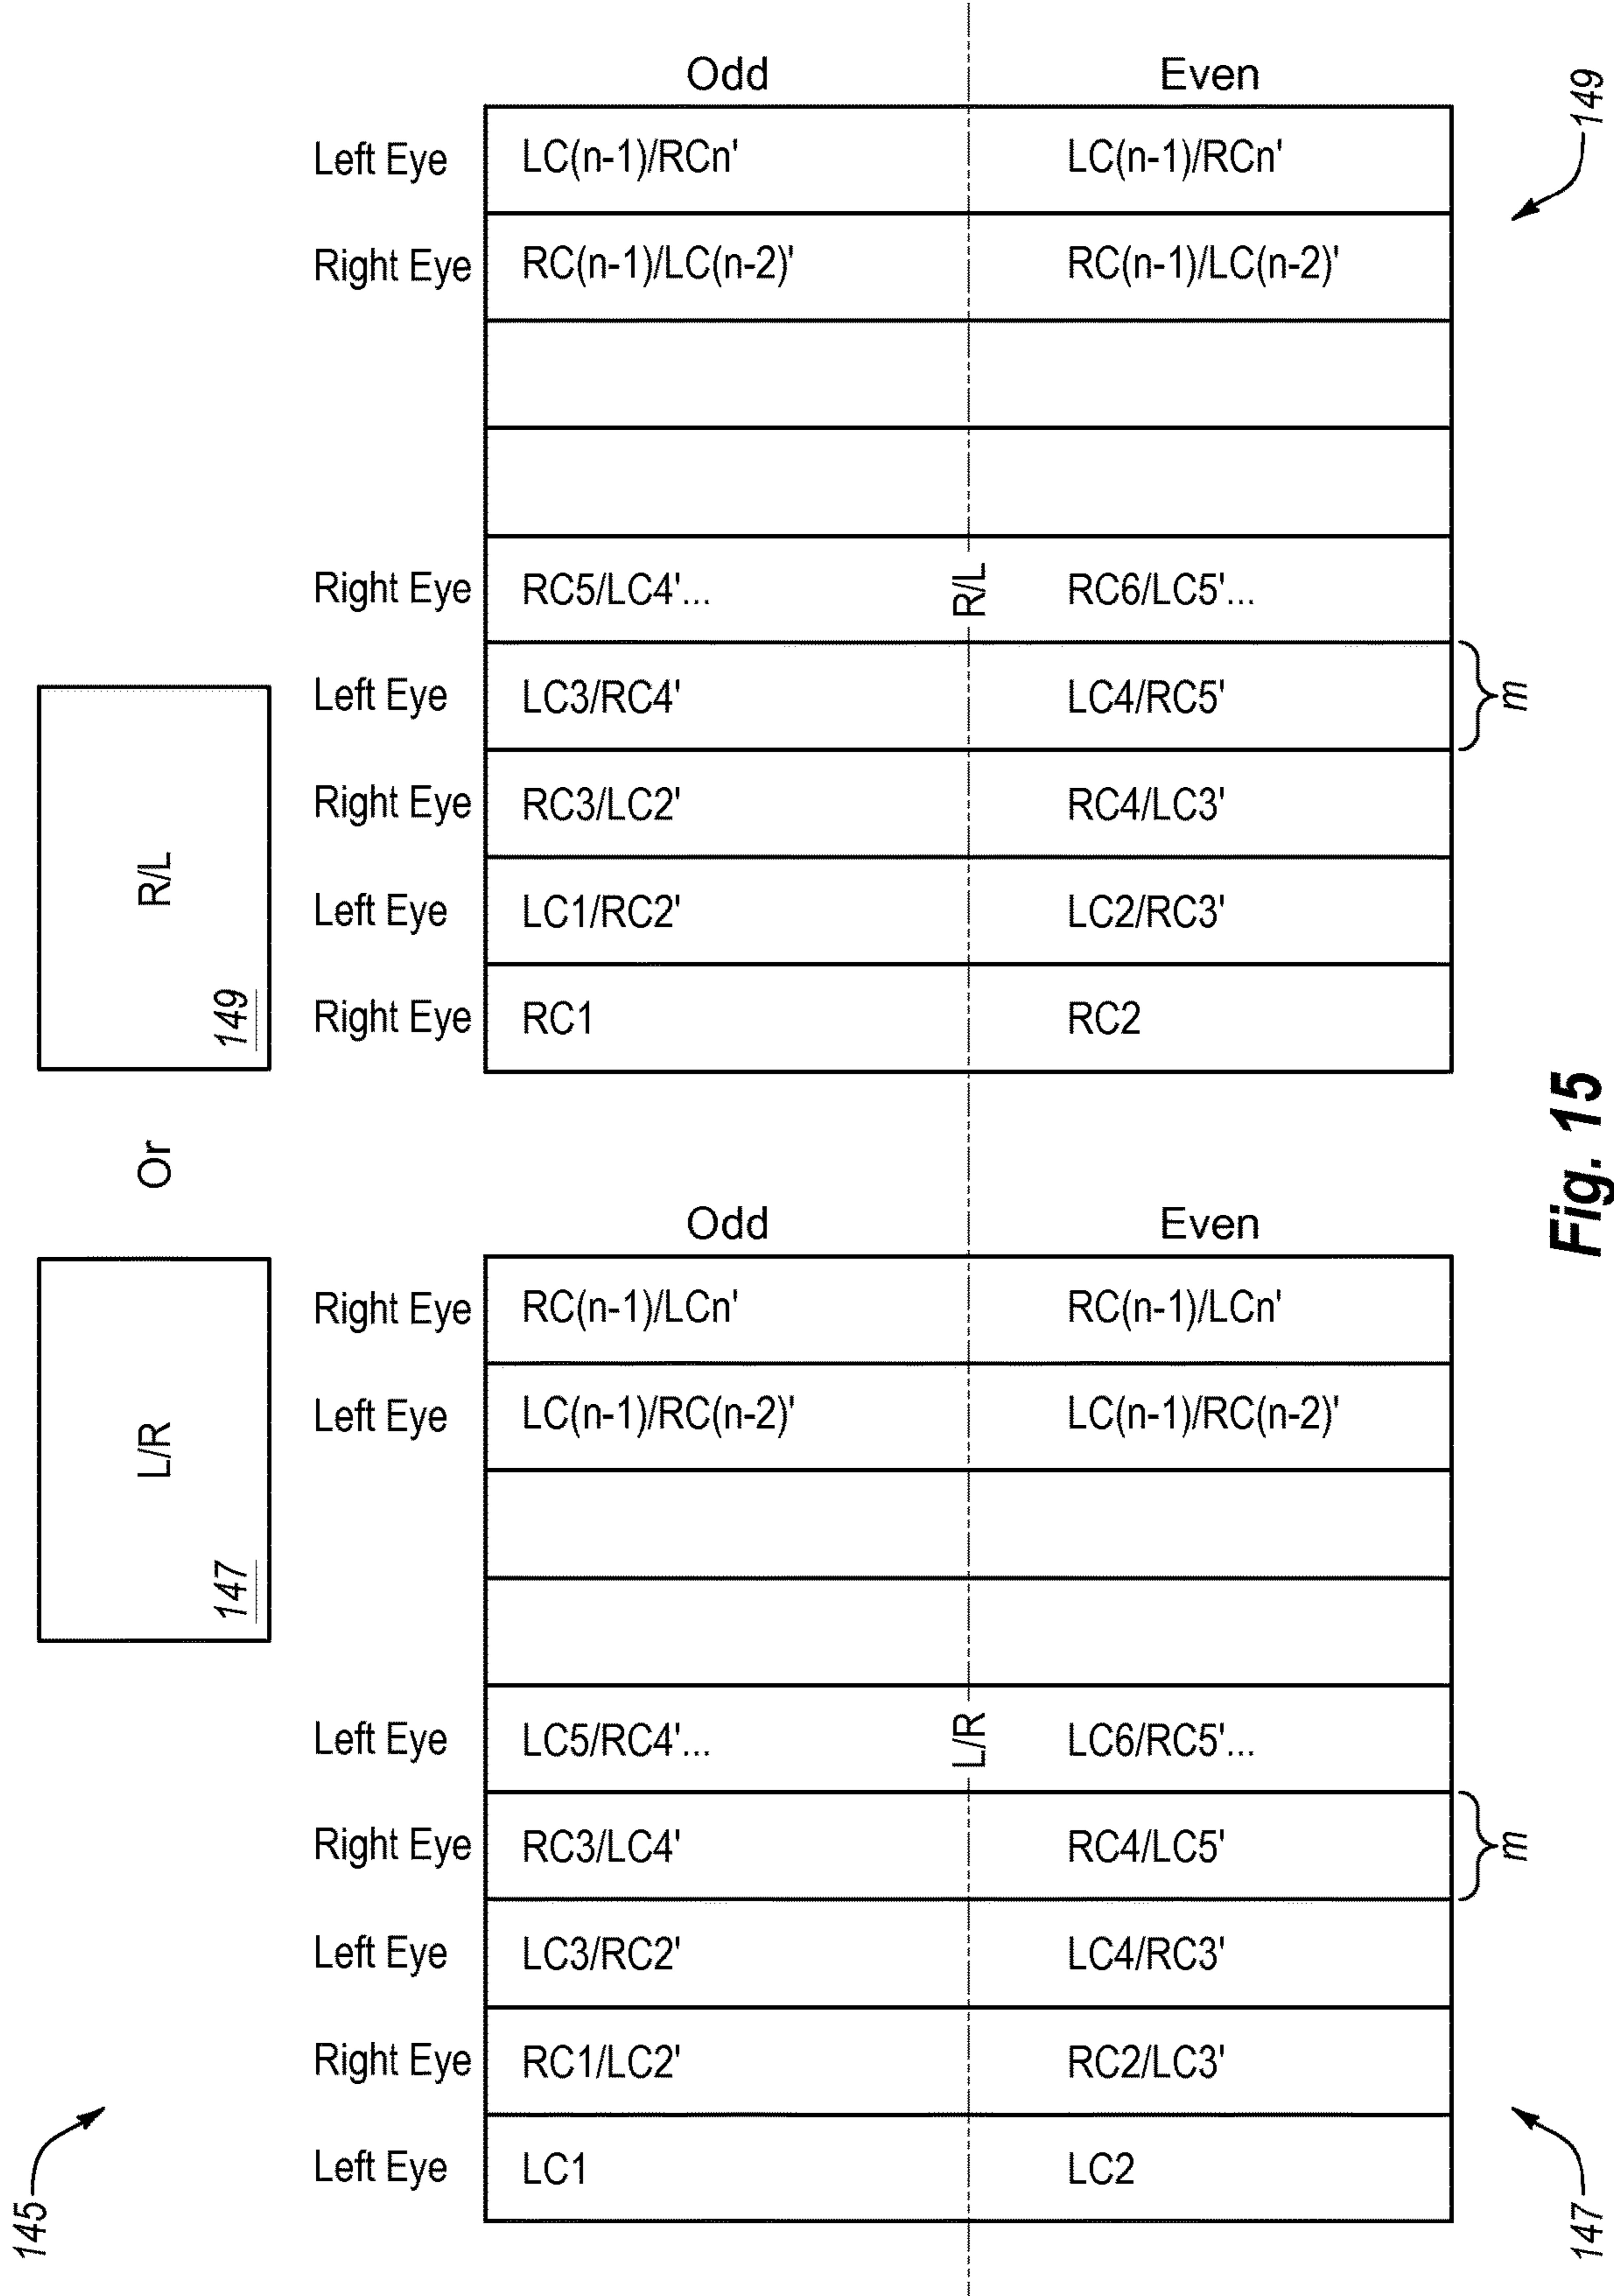 Odd Even
Left Eye LC(n-1)/RCn' LC(n-1)/RCn'
149
Right Eye RC(n-1)/LC(n-2)' RC(n-1)/LC(n-2)'
Right Eye RC5/LC4'... R/L RC6/LC5'...
Left Eye LC3/RC4' LC4/RC5' m
Right Eye RC3/LC2' RC4/LC3'
R/L
Left Eye LC1/RC2' LC2/RC3'
149
Right Eye RC1 RC2
Or
Fig. 15
Odd Even
Right Eye RC(n-1)/LCn' RC(n-1)/LCn'
Left Eye LC(n-1)/RC(n-2)' LC(n-1)/RC(n-2)'
L/R
147
Left Eye LC5/RC4'... L/R LC6/RC5'...
Right Eye RC3/LC4' RC4/LC5' m
Left Eye LC3/RC2' LC4/RC3'
Right Eye RC1/LC2' RC2/LC3'
Left Eye LC1 LC2
145
147